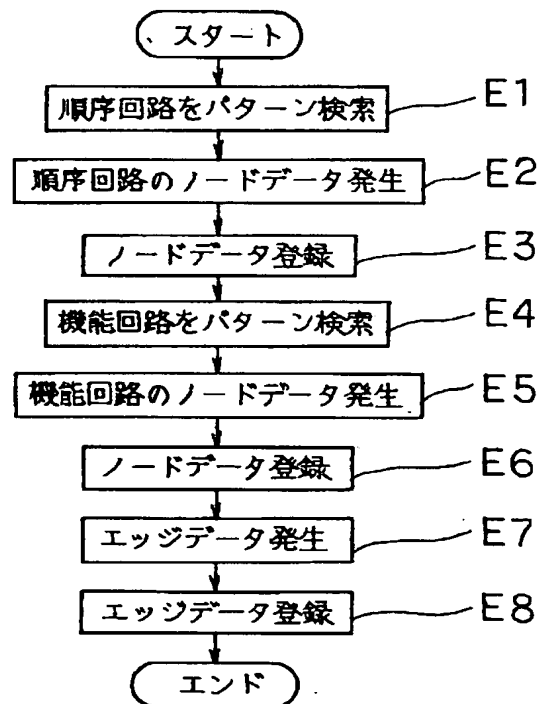 スタート
順序回路をパターン検索 E1
順序回路のノードデータ発生 E2
ノードデータ登録 E3
機能回路をパターン検索 E4
機能回路のノードデータ発生 E5
ノードデータ登録 E6
エッジデータ発生 E7
エッジデータ登録 E8
エンド